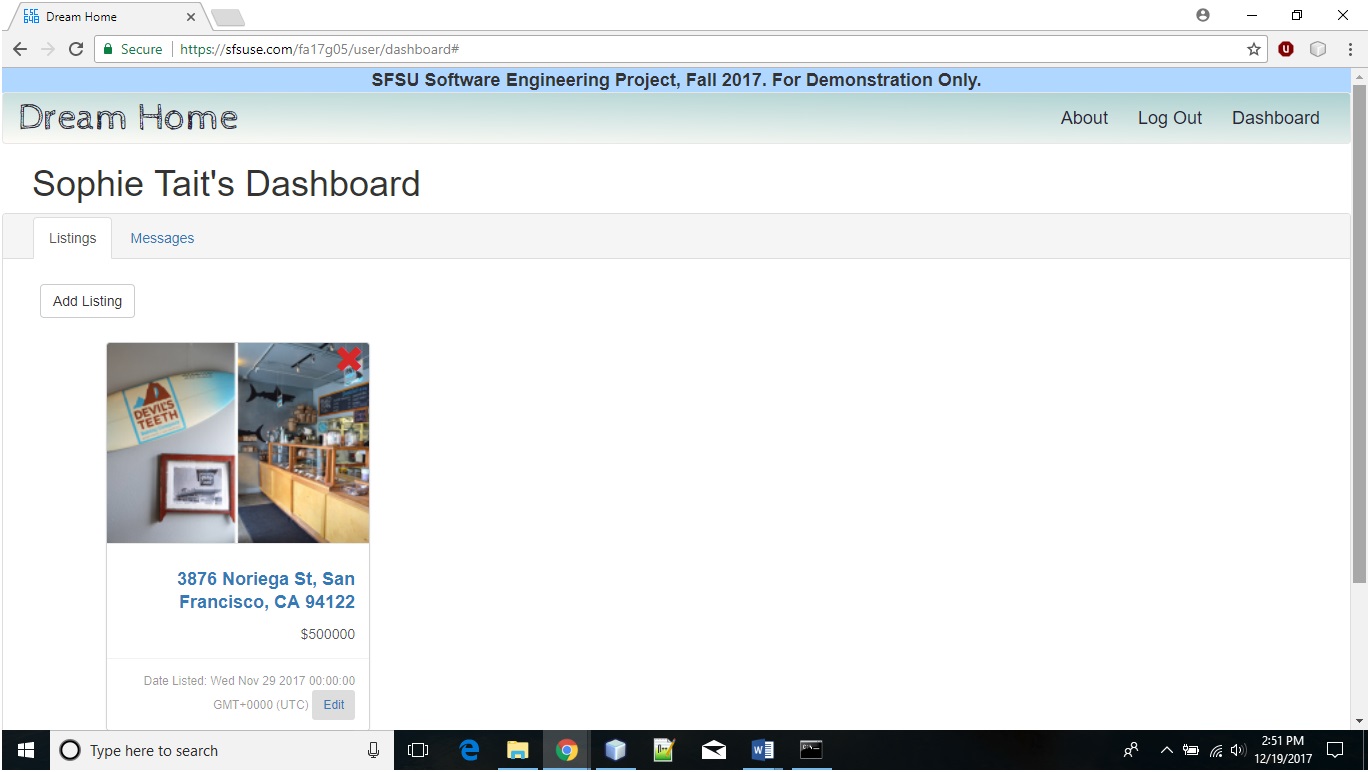 CSC
648
Dream Home
Secure
https://sfsuse.com/fa17g05/user/dashboard#
SFSU Software Engineering Project, Fall 2017. For Demonstration Only.
Dream Home
About
Log Out
Dashboard
Sophie Tait's Dashboard
Listings
Messages
Add Listing
DEVIL'S
TEETH
3876 Noriega St, San
Francisco, CA 94122
$500000
Date Listed: Wed Nov 29 2017 00:00:00
GMT+0000 (UTC)
Edit
Type here to search
2:51 PM
12/19/2017